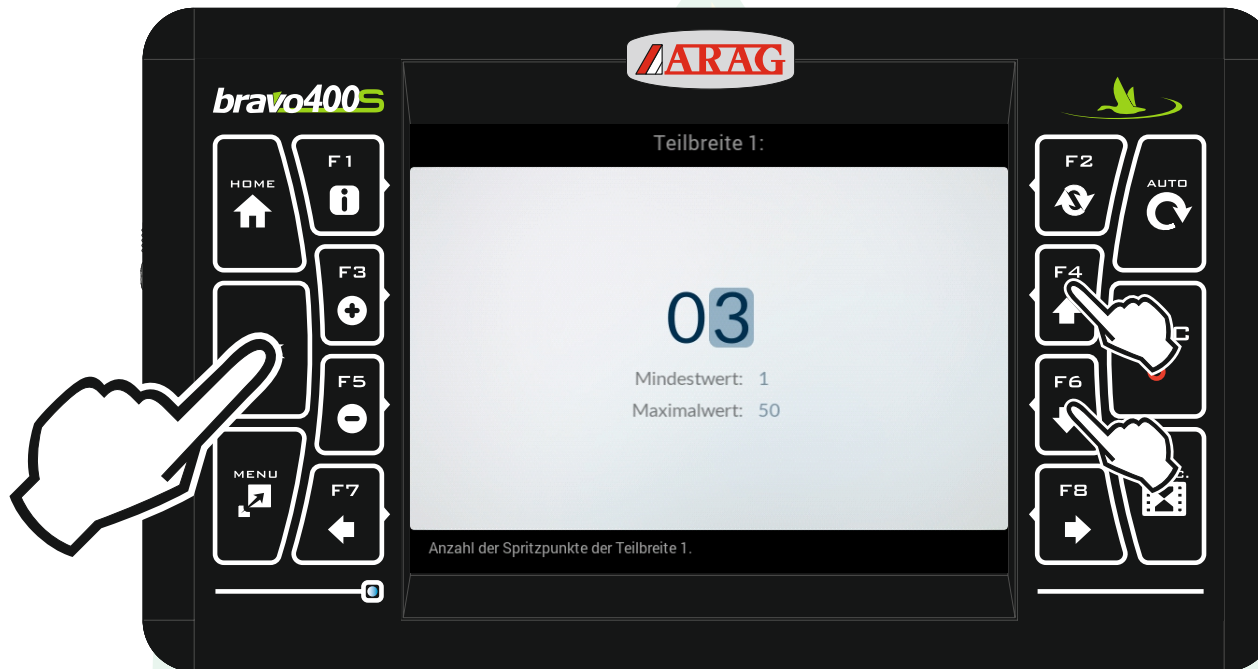 ARAG
bravo400S
Teilbreite 1:
HOME
F1
F2
AUTO
F3
F4
03
C
Mindestwert: 1
Maximalwert: 50
F5
F6
MENU
F7
F8
C.
Anzahl der Spritzpunkte der Teilbreite 1.